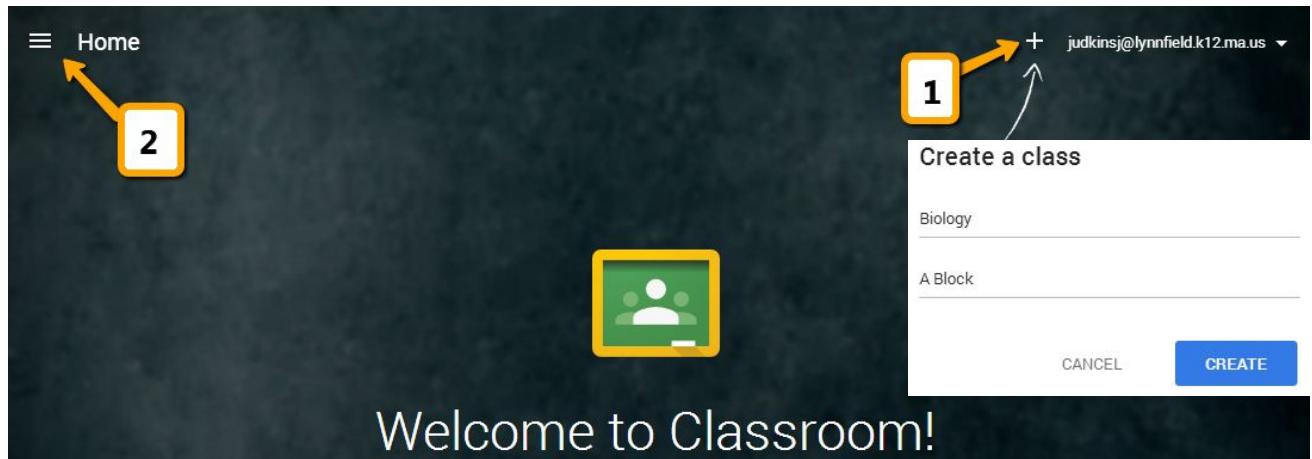 Home
judkinsj@lynnfield.k12.ma.us
1
2
Create a class
Biology
A Block
CANCEL CREATE
Welcome to Classroom!